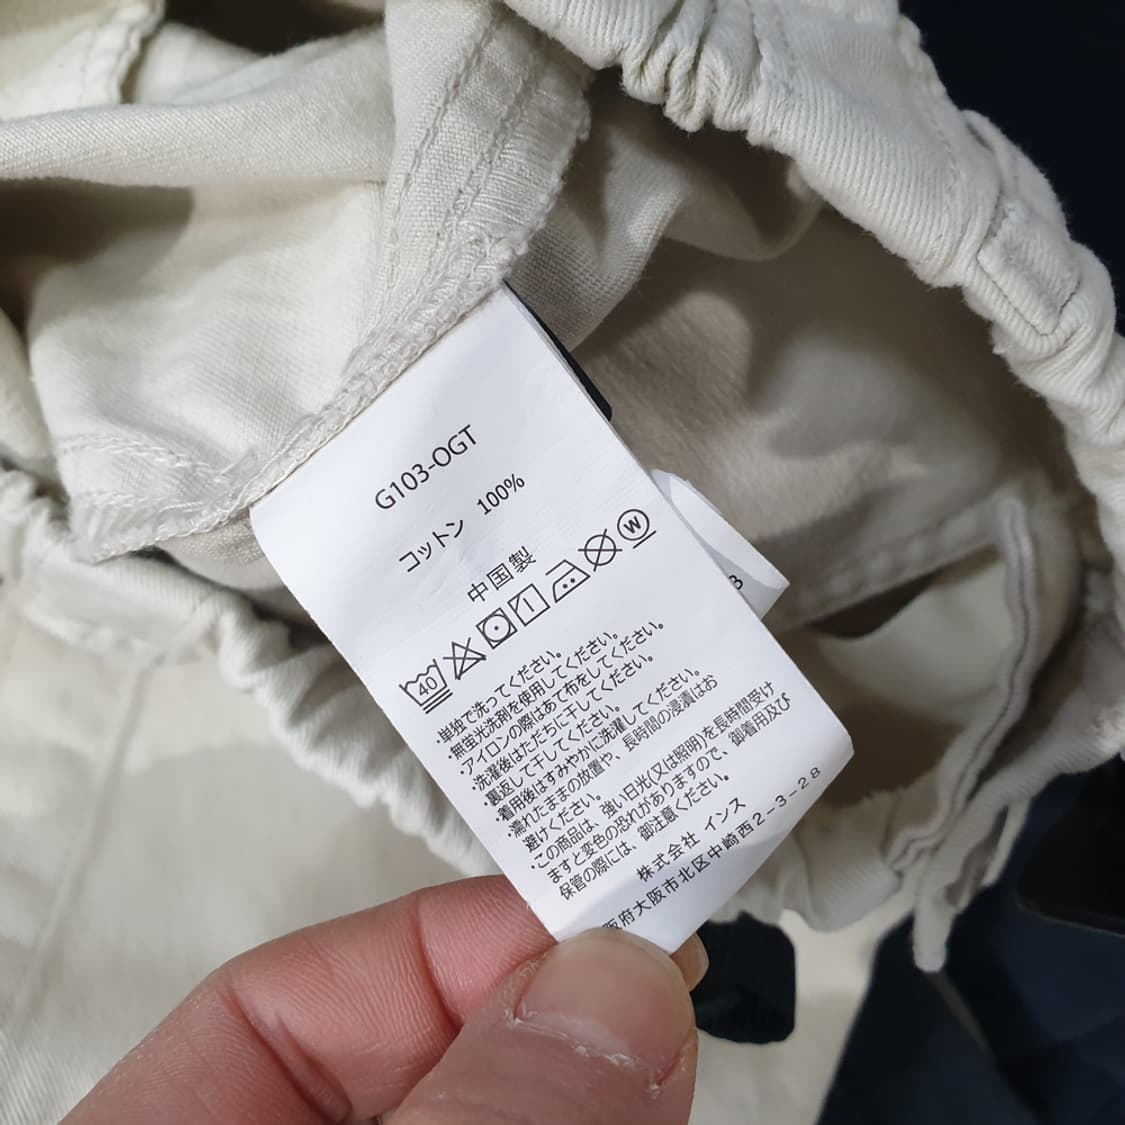 G103-OGT
コットン 100%
中国製
40
W
・単独で洗ってください。
・無蛍光洗剤を使用してください。
・アイロンの際はあて布をしてください。
・洗濯後はただちに干してください。
・裏返して干してください。
・着用後はすみやかに洗濯してください。
・濡れたままの放置や、長時間の浸漬はお
避けください。
・この商品は、強い日光(又は照明)を長時間受け
ますと変色の恐れがありますので、御着用及び
保管の際には、御注意ください。
株式会社 インス
阪府大阪市北区中崎西2-3-28
3